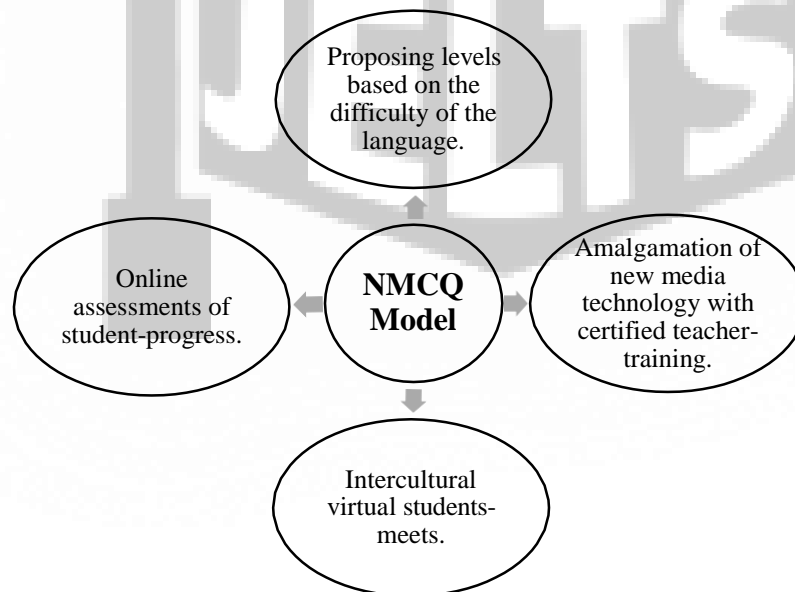 Proposing levels
based on the
difficulty of the
language.
Online
assessments of
student-progress.
NMCQ
Model
Amalgamation of
new media
technology with
certified teacher-
training.
Intercultural
virtual students-
meets.
JELTS